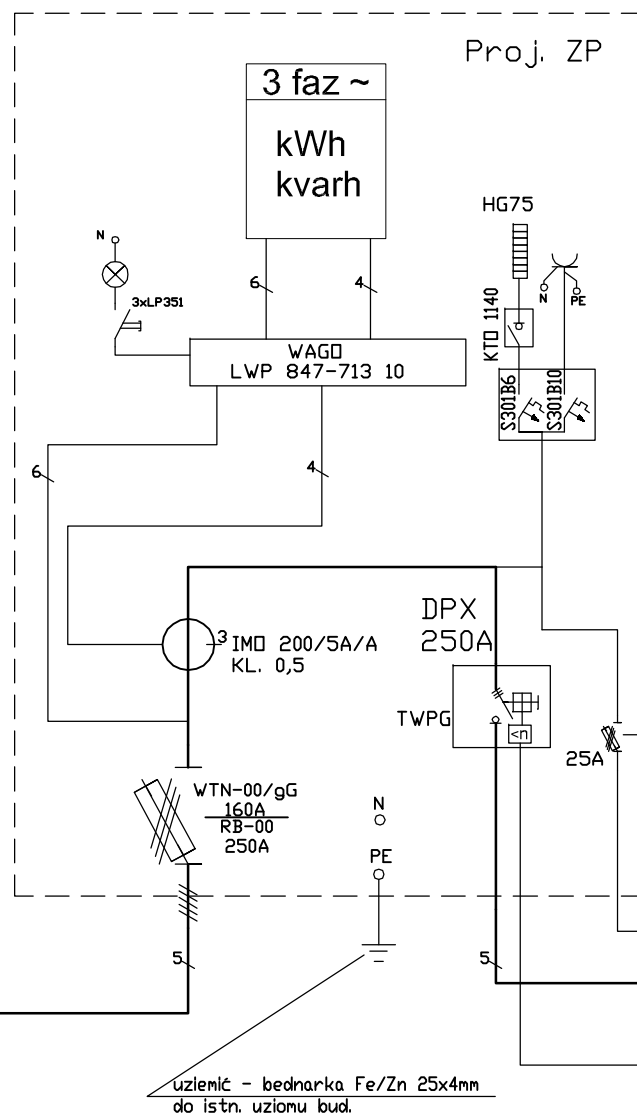 Proj. ZP
3 faz ~
kWh
kvarh
HG75
N
3xLP351
6
4
N
PE
KTO 1140
WAGO
LWP 847-713 10
S301B6
S301B10
6
4
DPX
250A
3
IMO 200/5A/A
KL. 0,5
TWPG
<n
25A
WTN-00/gG
160A
RB-00
250A
N
PE
5
5
uziemić - bednarka Fe/Zn 25x4mm
do istn. uziomu bud.